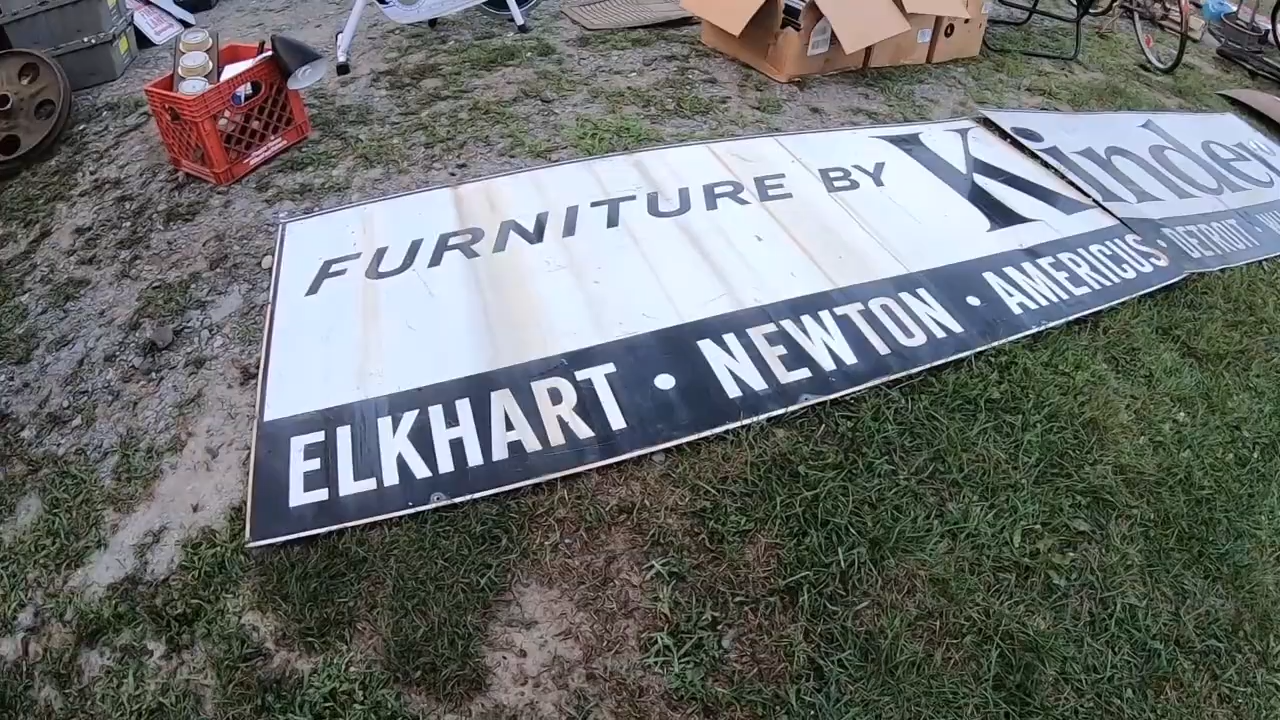 FURNITURE BY Kinder
ELKHART • NEWTON • AMERICUS • DETROIT •